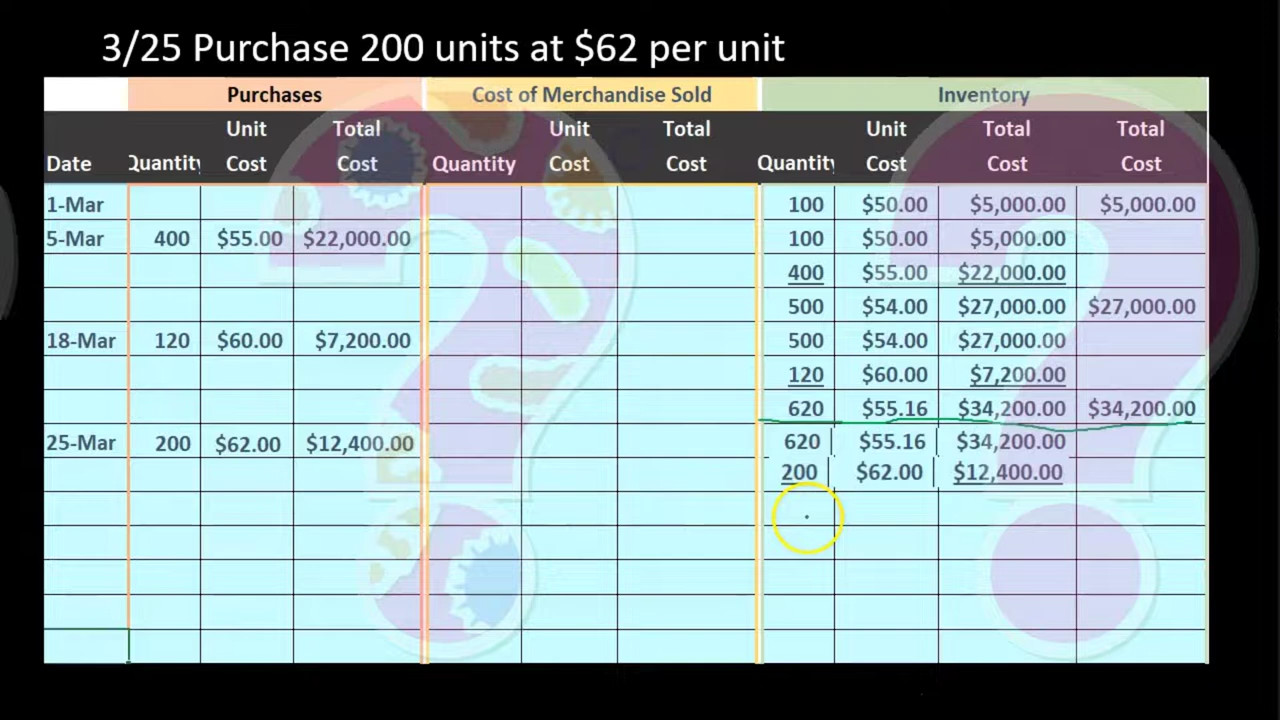 3/25 Purchase 200 units at $62 per unit
Purchases Cost of Merchandise Sold Inventory
Unit Total Unit Total Unit Total Total
Date Quantity Cost Cost Quantity Cost Cost Quantity Cost Cost Cost
1-Mar 100 $50.00 $5,000.00 $5,000.00
5-Mar 400 $55.00 $22,000.00 100 $50.00 $5,000.00
400 $55.00 $22,000.00
500 $54.00 $27,000.00 $27,000.00
18-Mar 120 $60.00 $7,200.00 500 $54.00 $27,000.00
120 $60.00 $7,200.00
620 $55.16 $34,200.00 $34,200.00
25-Mar 200 $62.00 $12,400.00 620 $55.16 $34,200.00
200 $62.00 $12,400.00